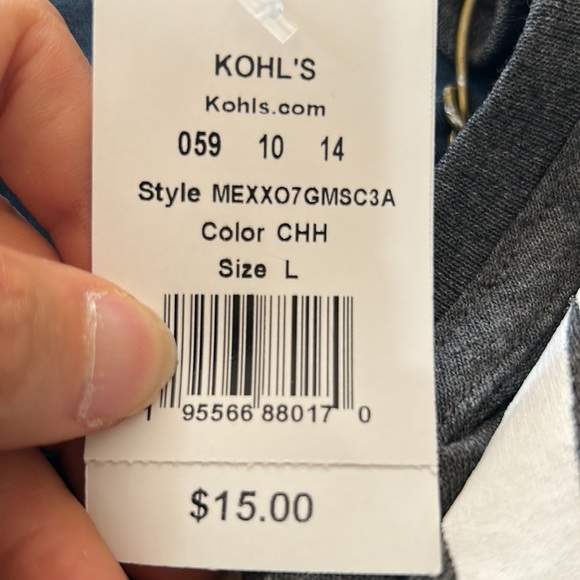 KOHL'S
Kohls.com
059 10 14
Style MEXXO7GMSC3A
Color CHH
Size L
1 95566 88017 0
$15.00